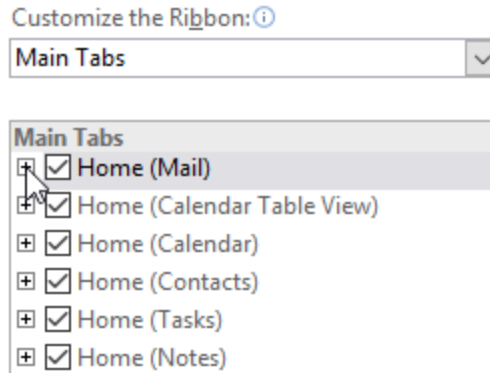 Customize the Ribbon:
Main Tabs
Main Tabs
Home (Mail)
Home (Calendar Table View)
Home (Calendar)
Home (Contacts)
Home (Tasks)
Home (Notes)